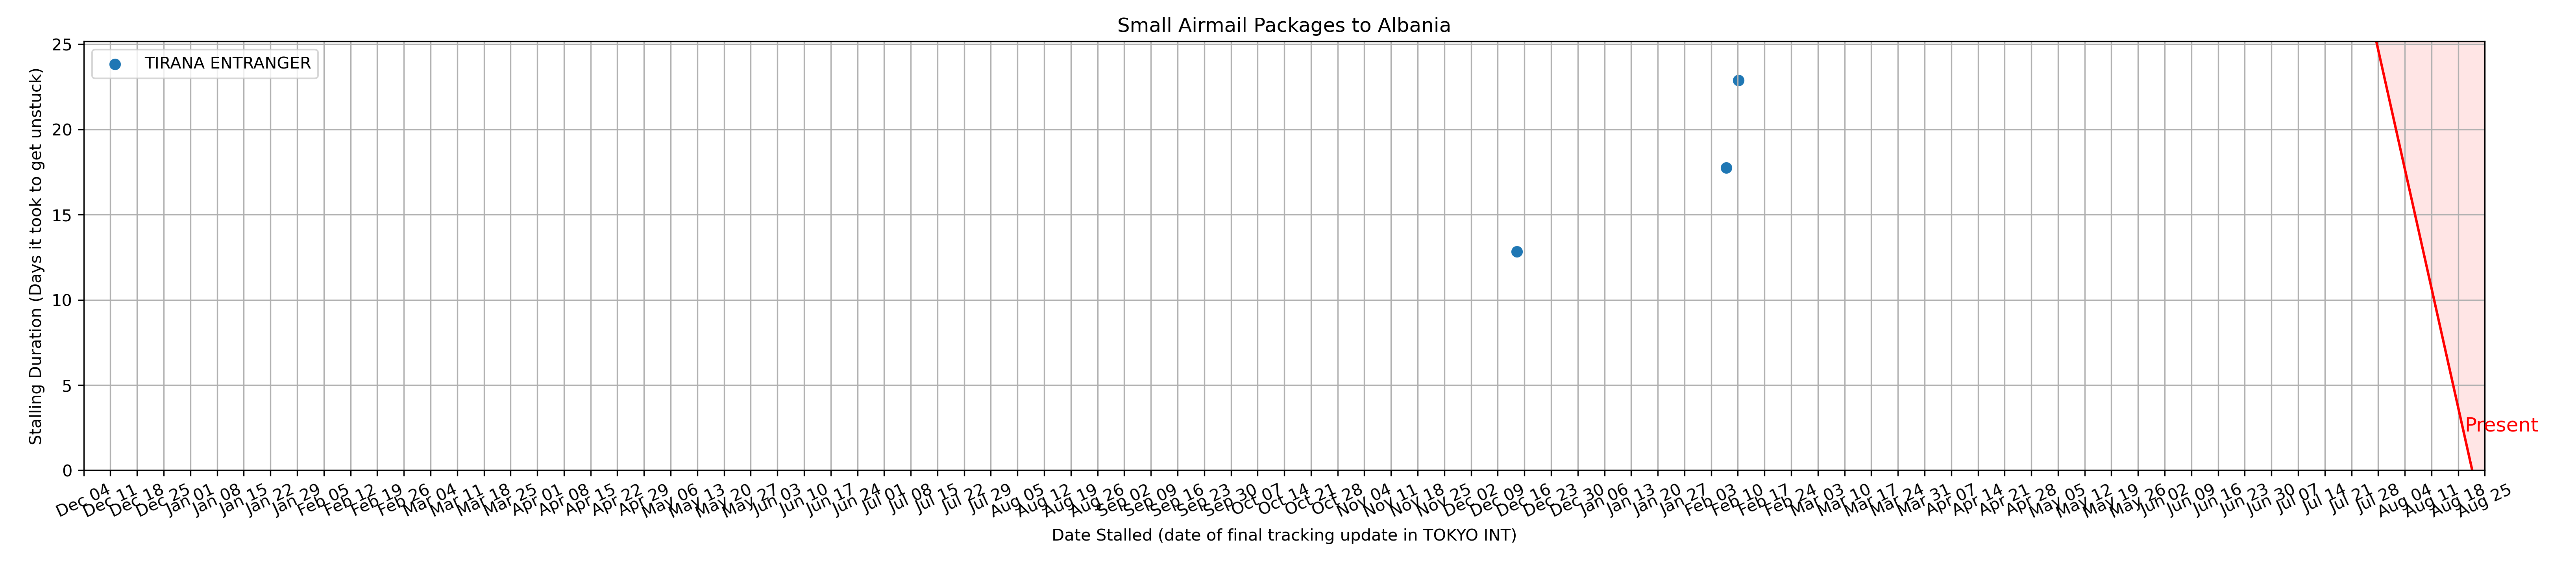 Small Airmail Packages to Albania
TIRANA ENTRANGER
Stalling Duration (Days it took to get unstuck)
25
20
15
10
5
0
Present
Dec 04
Dec 11
Dec 18
Dec 25
Jan 01
Jan 08
Jan 15
Jan 22
Jan 29
Feb 05
Feb 12
Feb 19
Feb 26
Mar 04
Mar 11
Mar 18
Mar 25
Apr 01
Apr 08
Apr 15
Apr 22
Apr 29
May 06
May 13
May 20
May 27
Jun 03
Jun 10
Jun 17
Jun 24
Jul 01
Jul 08
Jul 15
Jul 22
Jul 29
Aug 05
Aug 12
Aug 19
Aug 26
Sep 02
Sep 09
Sep 16
Sep 23
Sep 30
Oct 07
Oct 14
Oct 21
Oct 28
Nov 04
Nov 11
Nov 18
Nov 25
Dec 02
Dec 09
Dec 16
Dec 23
Dec 30
Jan 06
Jan 13
Jan 20
Jan 27
Feb 03
Feb 10
Feb 17
Feb 24
Mar 03
Mar 10
Mar 17
Mar 24
Mar 31
Apr 07
Apr 14
Apr 21
Apr 28
May 05
May 12
May 19
May 26
Jun 02
Jun 09
Jun 16
Jun 23
Jun 30
Jul 07
Jul 14
Jul 21
Jul 28
Aug 04
Aug 11
Aug 18
Aug 25
Date Stalled (date of final tracking update in TOKYO INT)